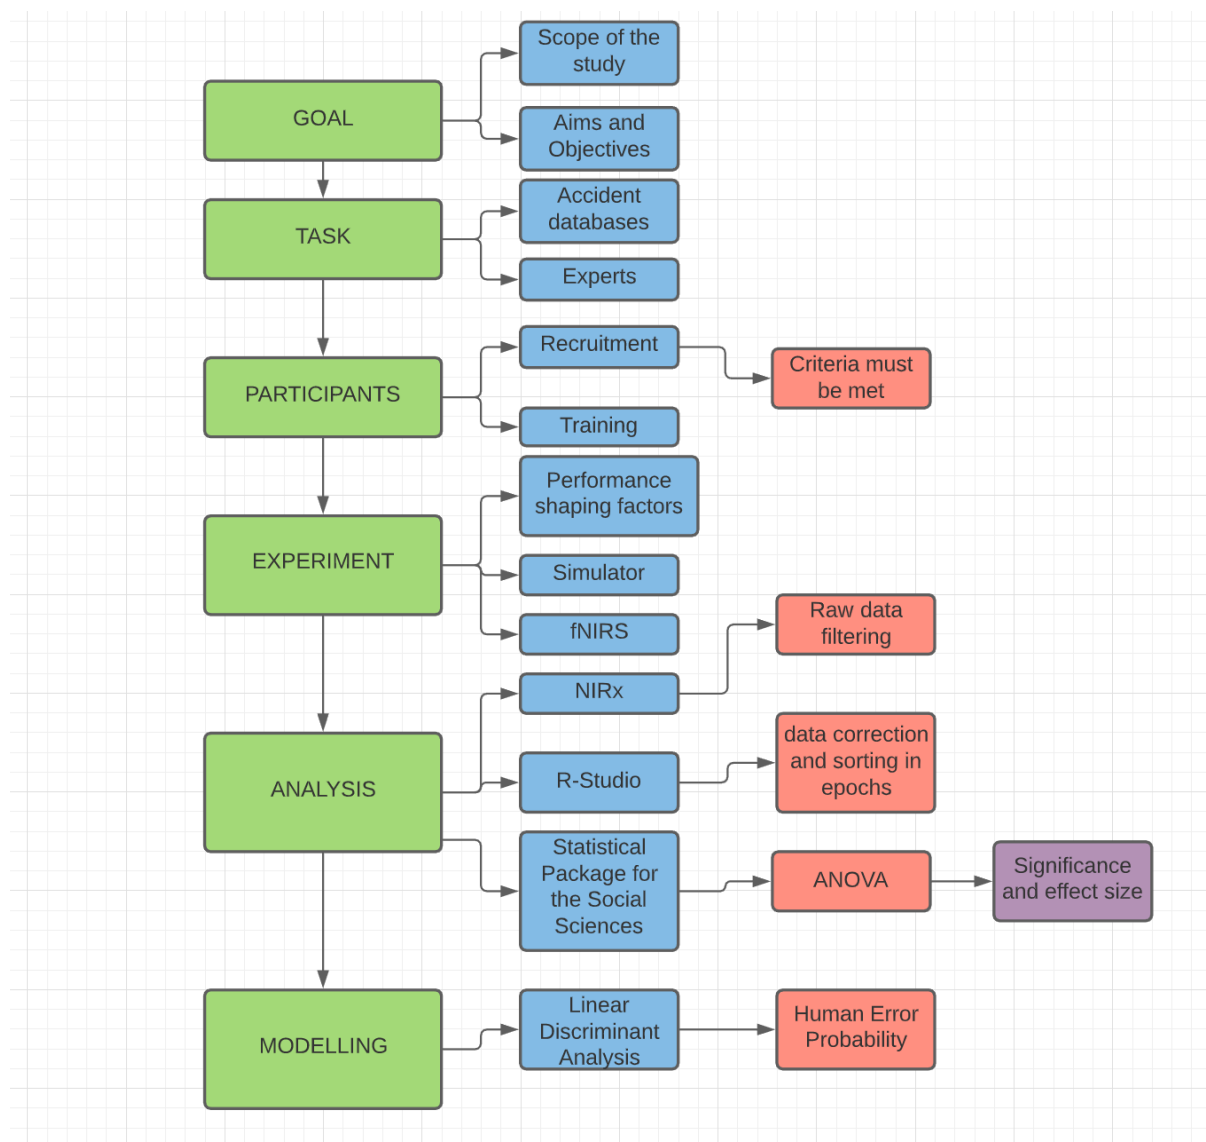 Scope of the
study
GOAL
Aims and
Objectives
Accident
databases
TASK
Experts
Recruitment
Criteria must
be met
PARTICIPANTS
Training
Performance
shaping factors
EXPERIMENT
Simulator
fNIRS
Raw data
filtering
NIRx
data correction
and sorting in
epochs
ANALYSIS
R-Studio
Statistical
Package for
the Social
Sciences
ANOVA
Significance
and effect size
MODELLING
Linear
Discriminant
Analysis
Human Error
Probability